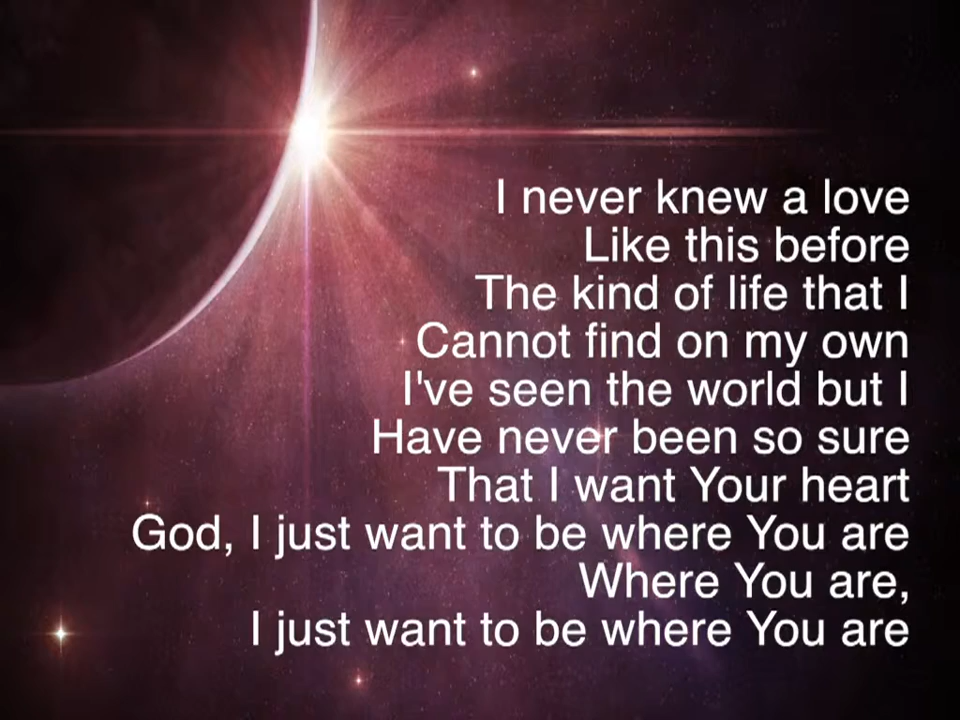 I never knew a love
Like this before
The kind of life that I
Cannot find on my own
I've seen the world but I
Have never been so sure
That I want Your heart
God, I just want to be where You are
Where You are,
I just want to be where You are